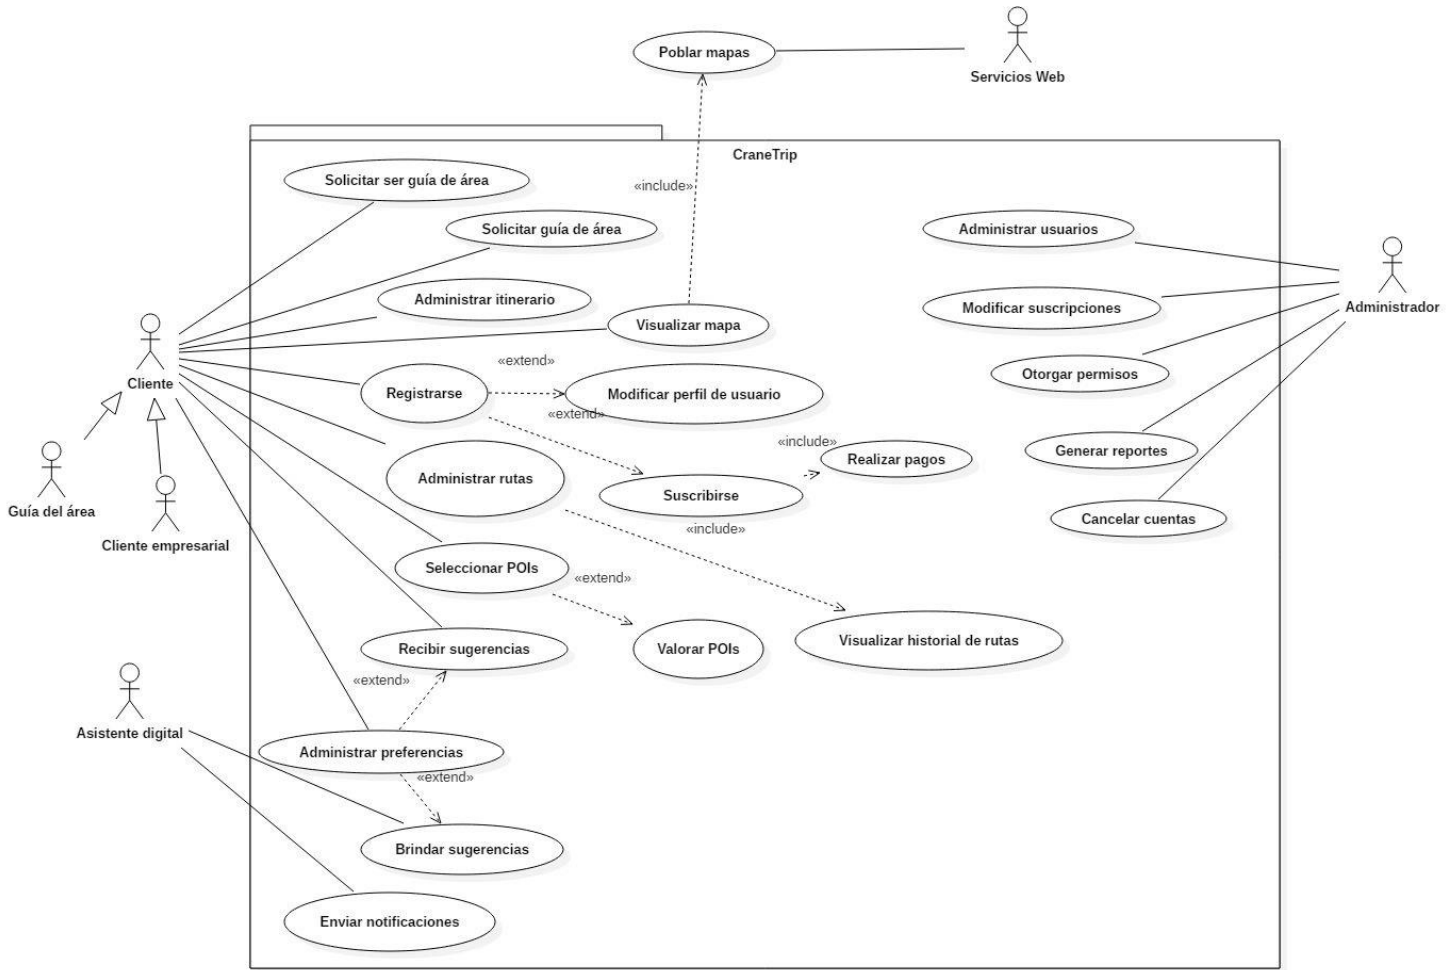 Poblar mapas
Servicios Web
CraneTrip
Solicitar ser guía de área
«include»
Solicitar guía de área
Administrar usuarios
Administrar itinerario
Modificar suscripciones
Administrador
Visualizar mapa
«extend»
Cliente
Registrarse
Modificar perfil de usuario
Otorgar permisos
«extend»
«include»
Generar reportes
Realizar pagos
Administrar rutas
Suscribirse
Guía del área
Cancelar cuentas
«include»
Cliente empresarial
Seleccionar POIs
«extend»
Visualizar historial de rutas
Recibir sugerencias
Valorar POIs
«extend»
Asistente digital
Administrar preferencias
«extend»
Brindar sugerencias
Enviar notificaciones